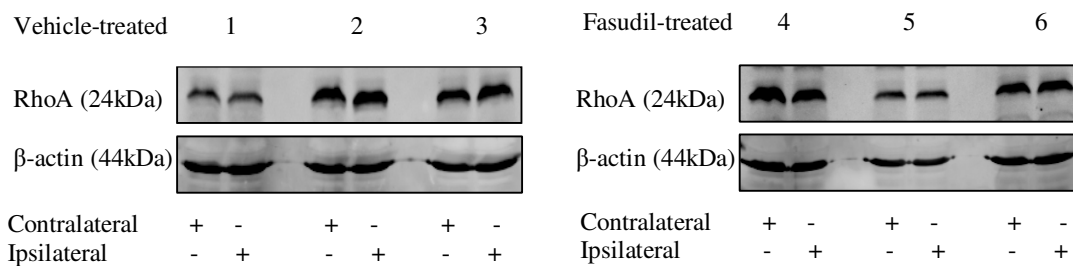 Vehicle-treated 1 2 3
RhoA (24kDa)
β-actin (44kDa)
Contralateral + - + - + -
Ipsilateral - + - + - +
Fasudil-treated 4 5 6
RhoA (24kDa)
β-actin (44kDa)
Contralateral + - + - + -
Ipsilateral - + - + - +